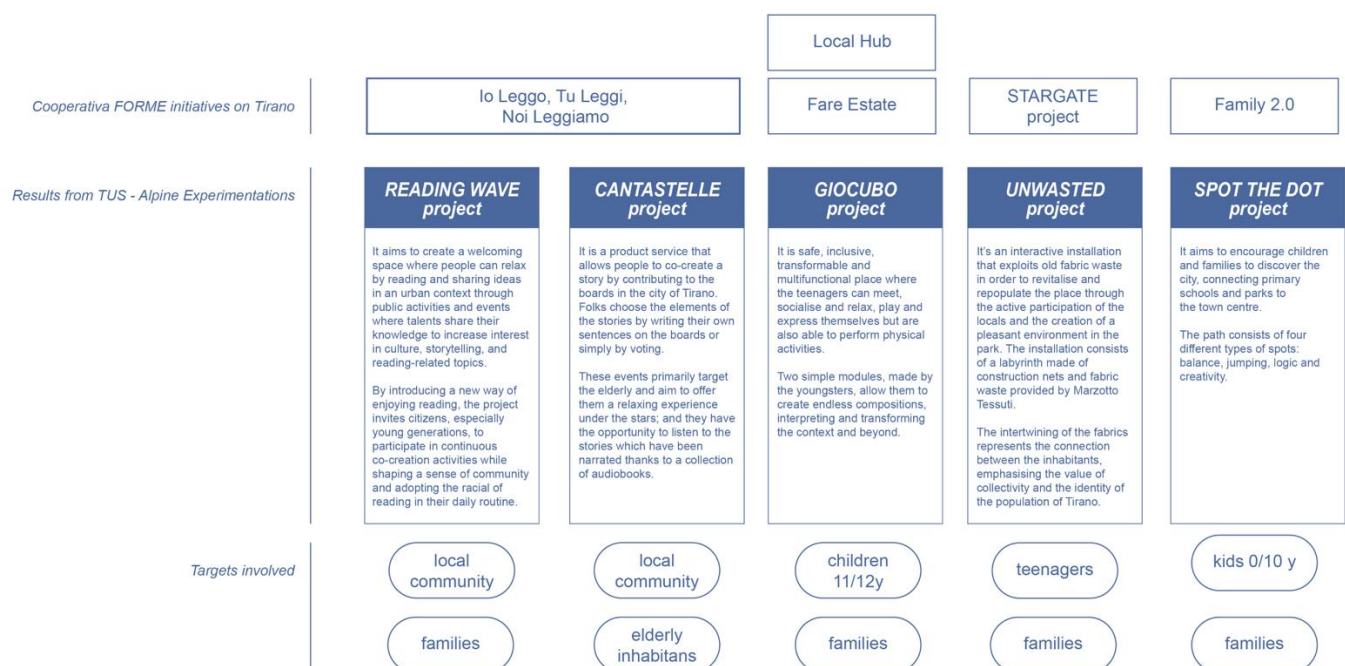 Local Hub
Cooperativa FORME initiatives on Tirano
Io Leggo, Tu Leggi,
Noi Leggiamo
Fare Estate
STARGATE
project
Family 2.0
Results from TUS - Alpine Experimentations
READING WAVE
project
It aims to create a welcoming
space where people can relax
by reading and sharing ideas
in an urban context through
public activities and events
where talents share their
knowledge to increase interest
in culture, storytelling, and
reading-related topics.
By introducing a new way of
enjoying reading, the project
invites citizens, especially
young generations, to
participate in continuous
co-creation activities while
shaping a sense of community
and adopting the racial of
reading in their daily routine.
CANTASTELLE
project
It is a product service that
allows people to co-create a
story by contributing to the
boards in the city of Tirano.
Folks choose the elements of
the stories by writing their own
sentences on the boards or
simply by voting.
These events primarily target
the elderly and aim to offer
them a relaxing experience
under the stars; and they have
the opportunity to listen to the
stories which have been
narrated thanks to a collection
of audiobooks.
GIOCUBO
project
It is safe, inclusive,
transformable and
multifunctional place where
the teenagers can meet,
socialise and relax, play and
express themselves but are
also able to perform physical
activities.
Two simple modules, made by
the youngsters, allow them to
create endless compositions,
interpreting and transforming
the context and beyond.
UNWASTED
project
It's an interactive installation
that exploits old fabric waste
in order to revitalise and
repopulate the place through
the active participation of the
locals and the creation of a
pleasant environment in the
park. The installation consists
of a labyrinth made of
construction nets and fabric
waste provided by Marzotto
Tessuti.
The intertwining of the fabrics
represents the connection
between the inhabitants,
emphasising the value of
collectivity and the identity of
the population of Tirano.
SPOT THE DOT
project
It aims to encourage children
and families to discover the
city, connecting primary
schools and parks to
the town centre.
The path consists of four
different types of spots:
balance, jumping, logic and
creativity.
Targets involved
local
community
local
community
children
11/12y
teenagers
kids 0/10 y
families
elderly
inhabitans
families
families
families